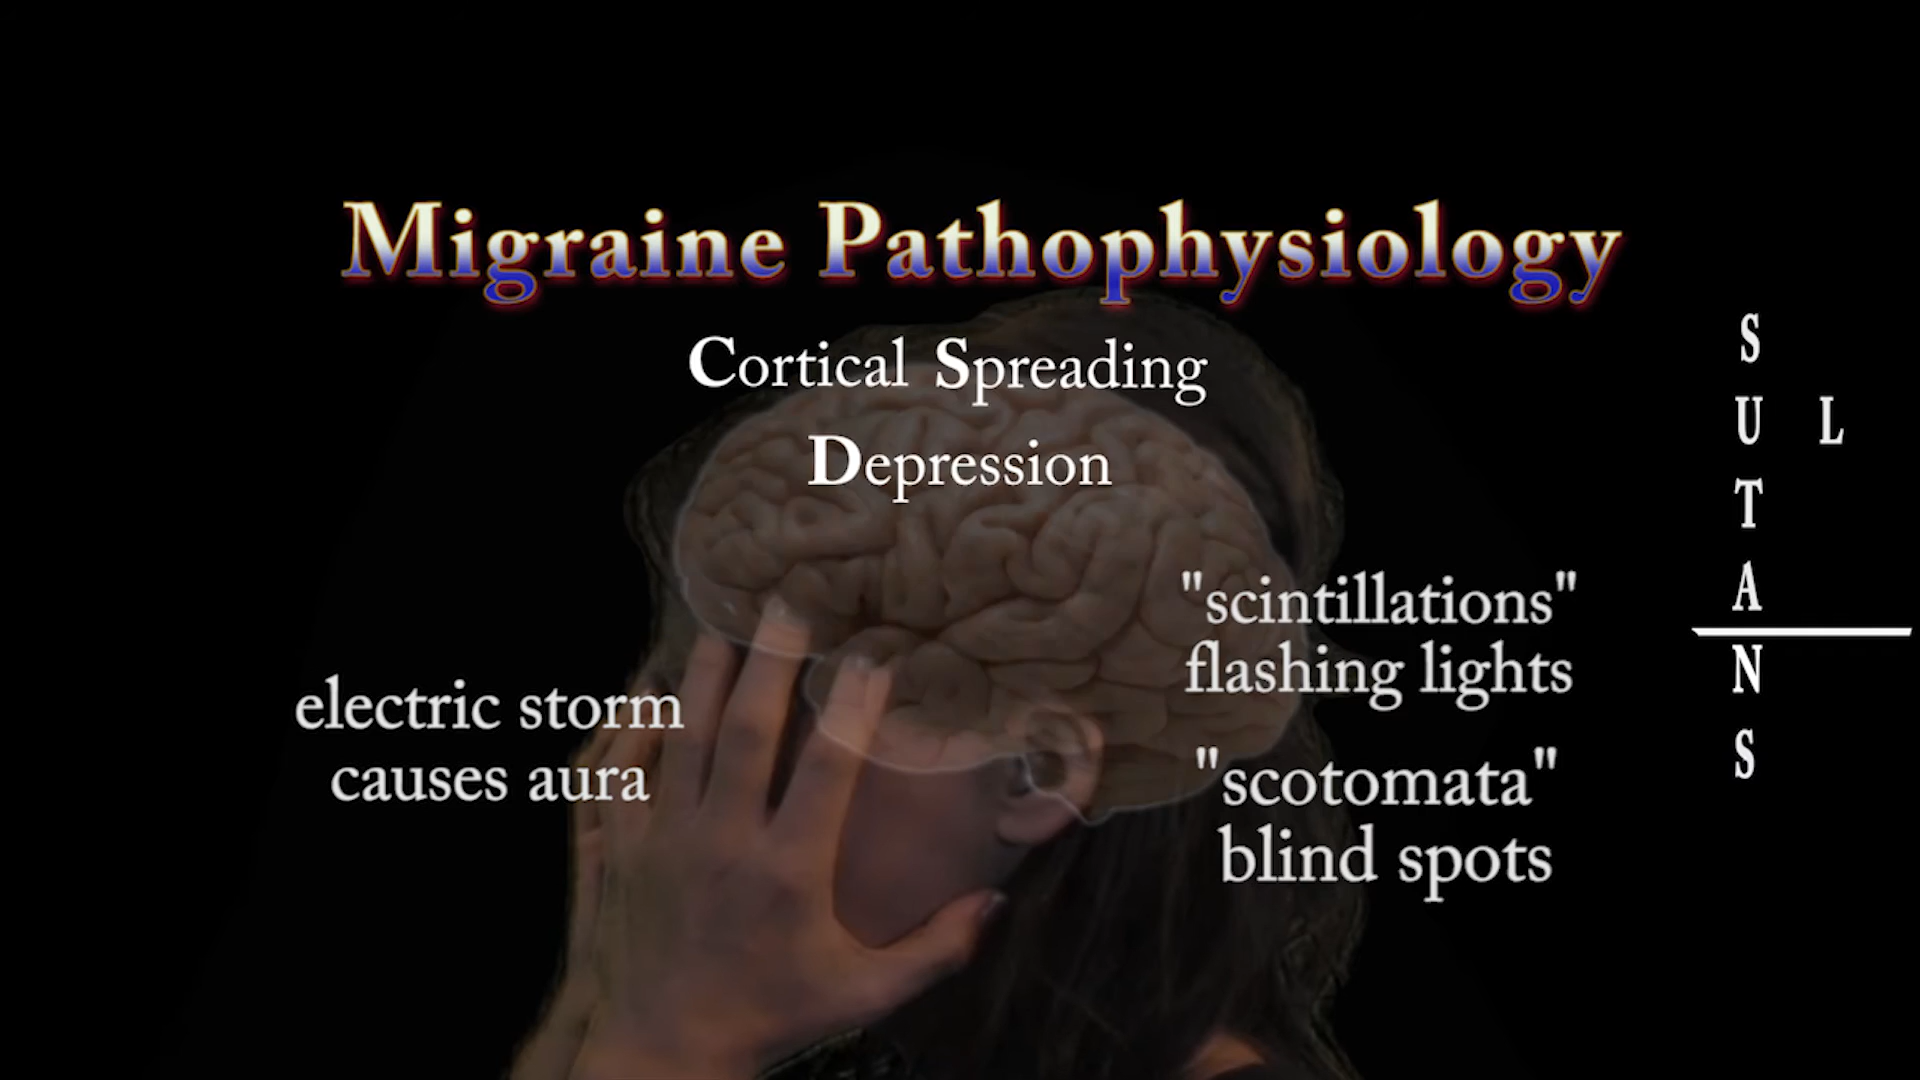 Migraine Pathophysiology
Cortical Spreading
Depression
electric storm
causes aura
"scintillations"
flashing lights
"scotomata"
blind spots
S
U L
T
A
N
S